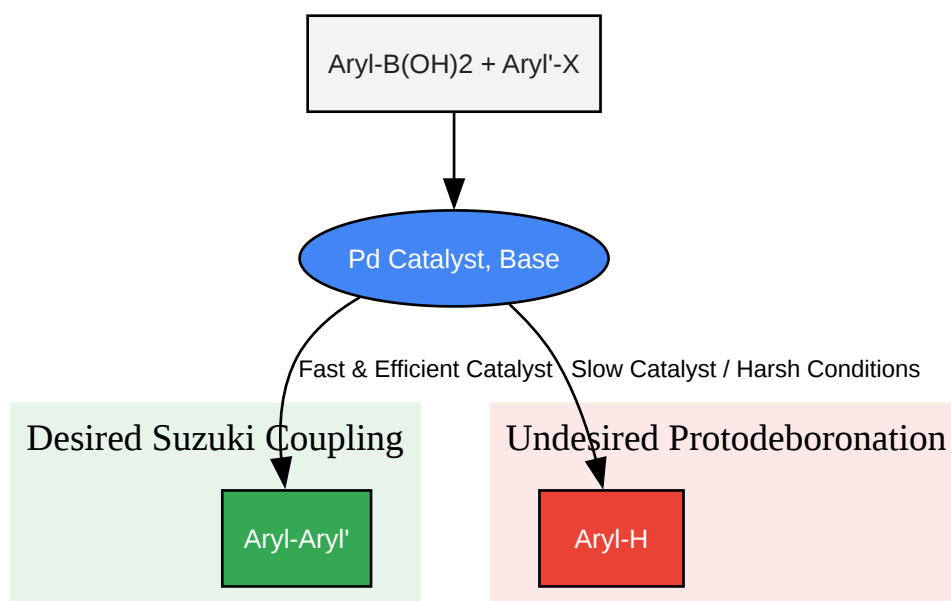 Aryl-B(OH)2 + Aryl'-X
Pd Catalyst, Base
Fast & Efficient Catalyst
Slow Catalyst / Harsh Conditions
Desired Suzuki Coupling
Undesired Protodeboronation
Aryl-Aryl'
Aryl-H